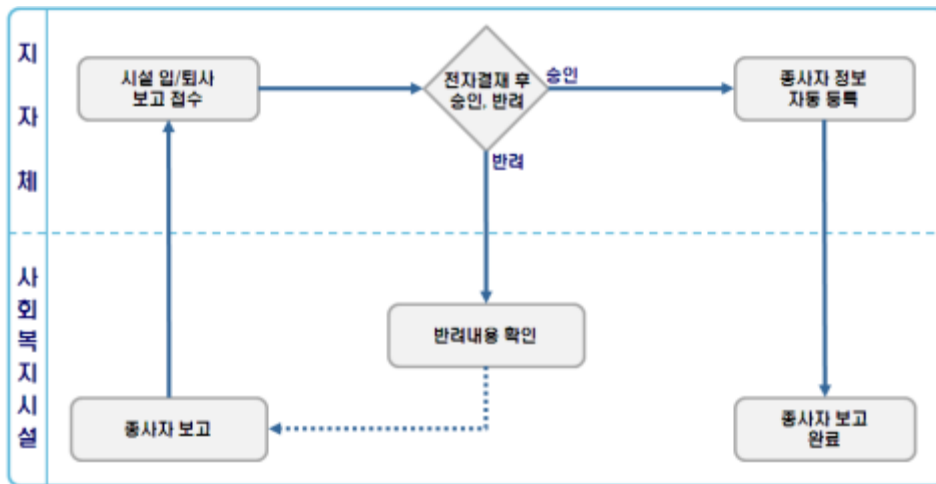 지자체
시설 입/퇴사
보고 접수
전자결재 후
승인, 반려
승인
종사자 정보
자동 등록
반려
사회복지시설
반려내용 확인
종사자 보고
종사자 보고
완료